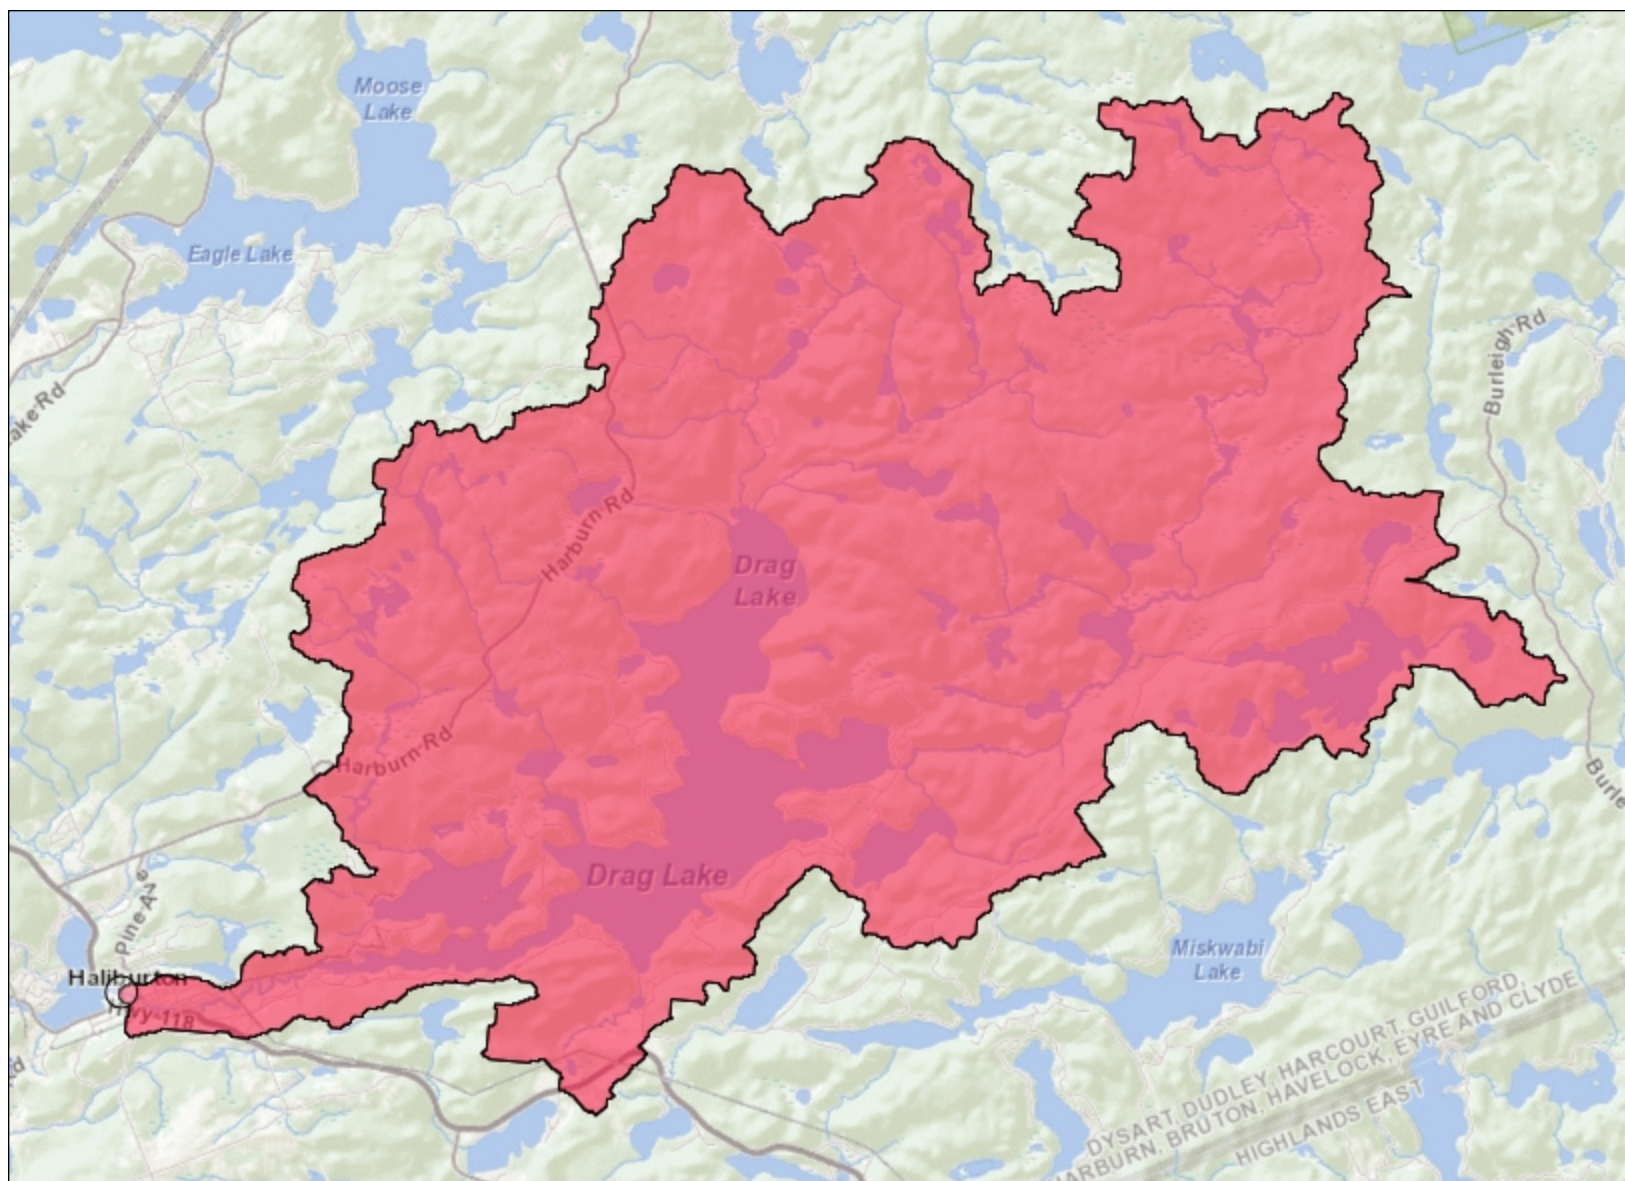 Moose
Lake
Eagle Lake
Burleigh Rd
ake Rd
Harburn Rd
Drag
Lake
Harburn Rd
Burle
Drag Lake
Pine Ave
Miskwabi
Lake
Haliburton
Hwy-118
DYSART, DUDLEY, HARCOURT, GUILFORD,
HARBURN, BRUTON, HAVELOCK, EYRE AND CLYDE
HIGHLANDS EAST